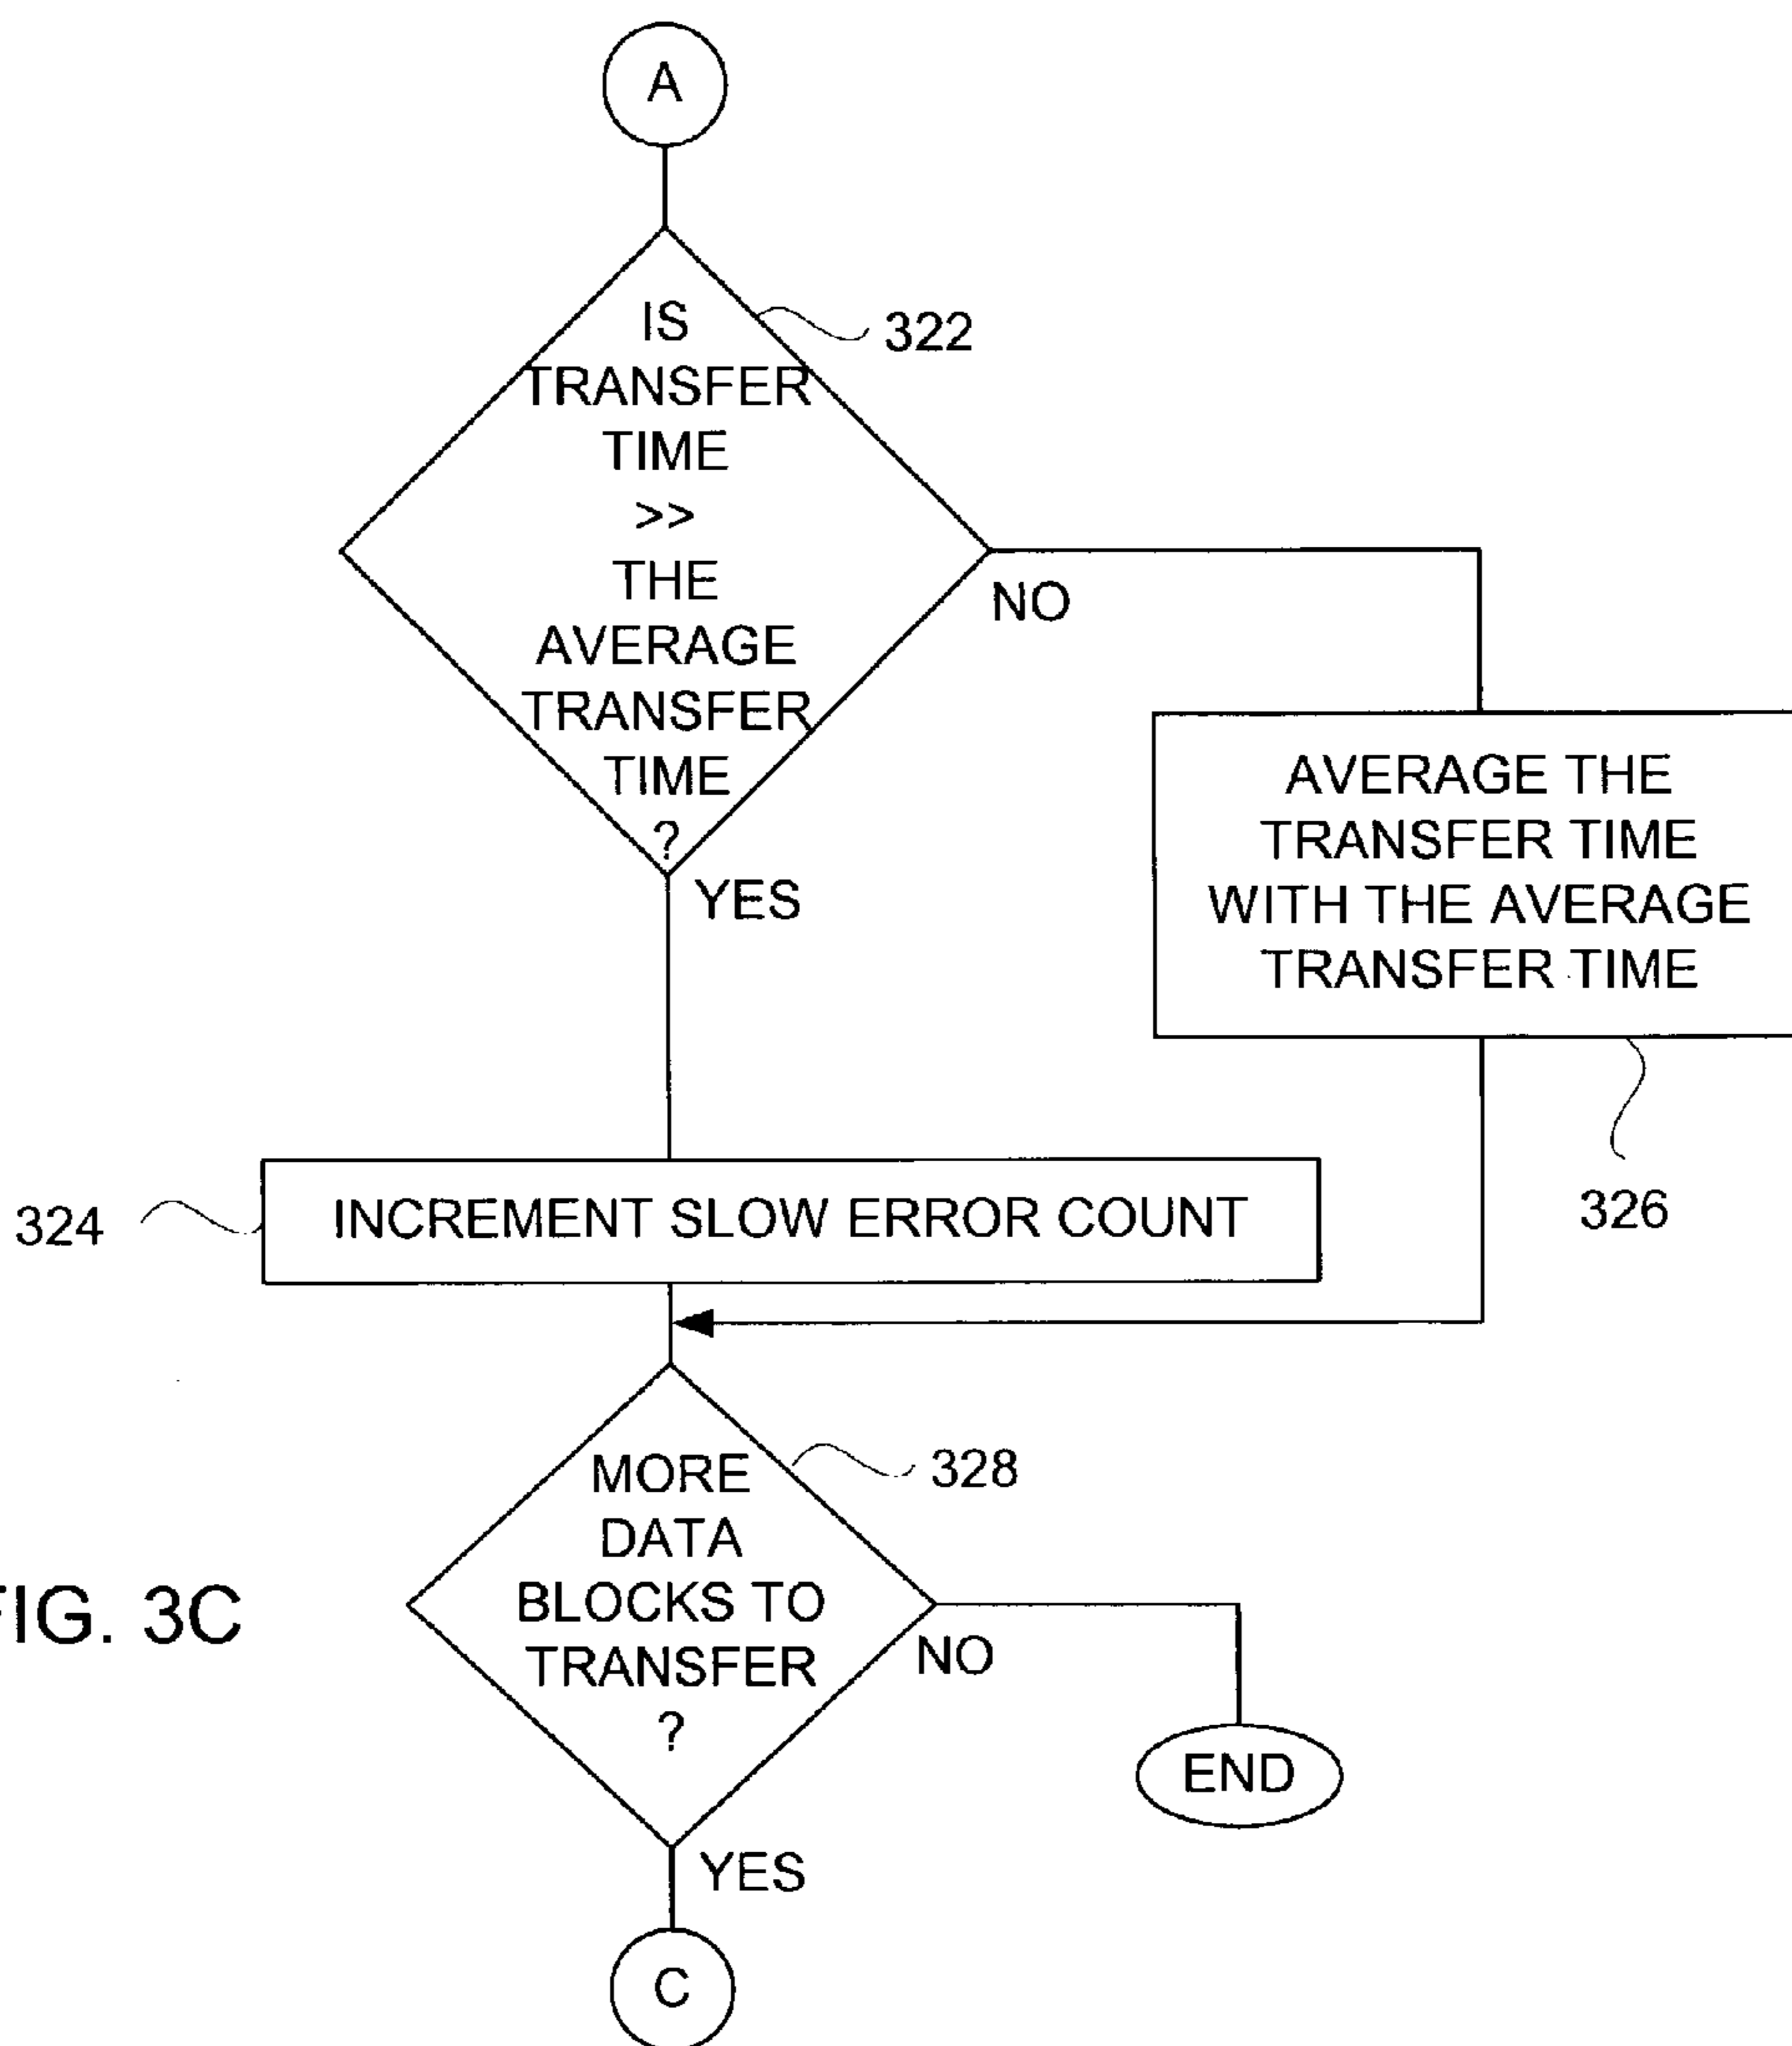 A
IS
TRANSFER
TIME
>>
THE
AVERAGE
TRANSFER
TIME
?
322
NO
YES
AVERAGE THE
TRANSFER TIME
WITH THE AVERAGE
TRANSFER TIME
326
324
INCREMENT SLOW ERROR COUNT
MORE
DATA
BLOCKS TO
TRANSFER
?
328
NO
END
YES
C
FIG. 3C